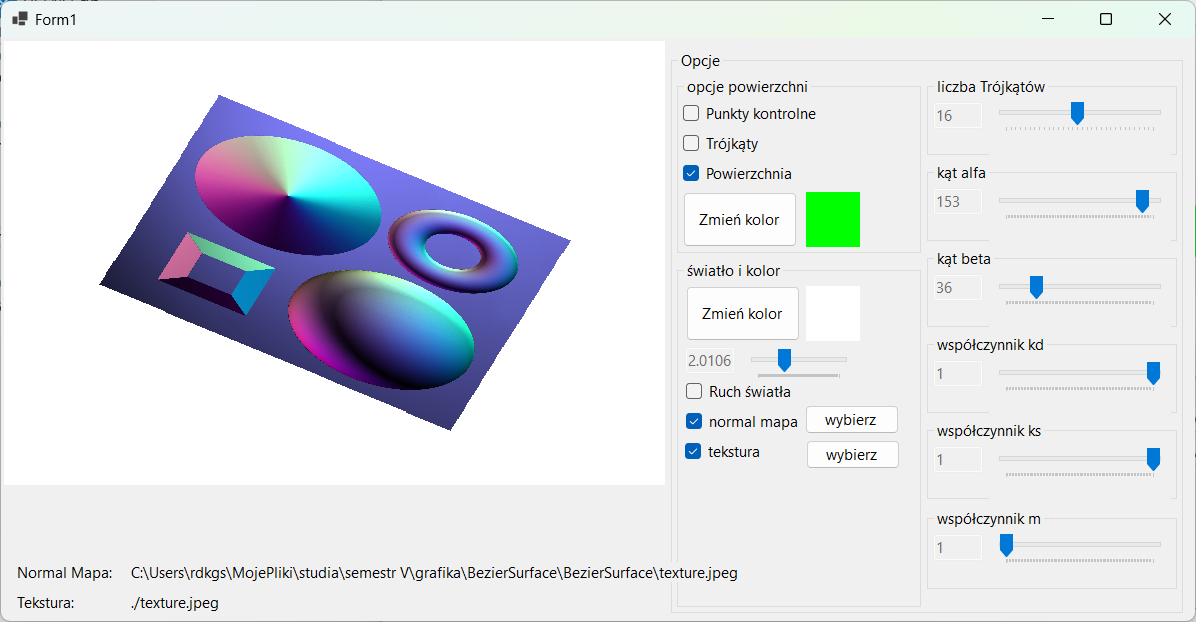 Form1
Opcje
opcje powierzchni
Punkty kontrolne
Trójkąty
Powierzchnia
Zmień kolor
światło i kolor
Zmień kolor
2.0106
Ruch światła
normal mapa
wybierz
tekstura
wybierz
liczba Trójkątów
16
kąt alfa
153
kąt beta
36
współczynnik kd
1
współczynnik ks
1
współczynnik m
1
Normal Mapa: C:\Users\rdkgs\MojePliki\studia\semestr V\grafika\BezierSurface\BezierSurface\texture.jpeg
Tekstura: ./texture.jpeg